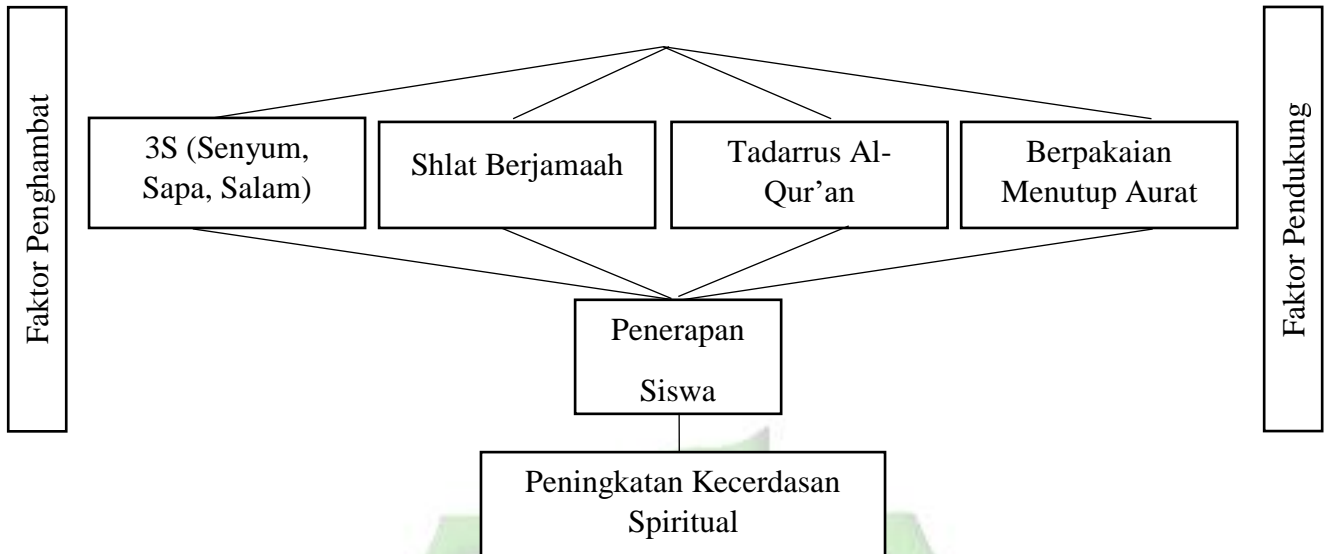 Faktor Penghambat
3S (Senyum,
Sapa, Salam)
Shlat Berjamaah
Tadarrus Al-
Qur’an
Berpakaian
Menutup Aurat
Faktor Pendukung
Penerapan
Siswa
Peningkatan Kecerdasan
Spiritual